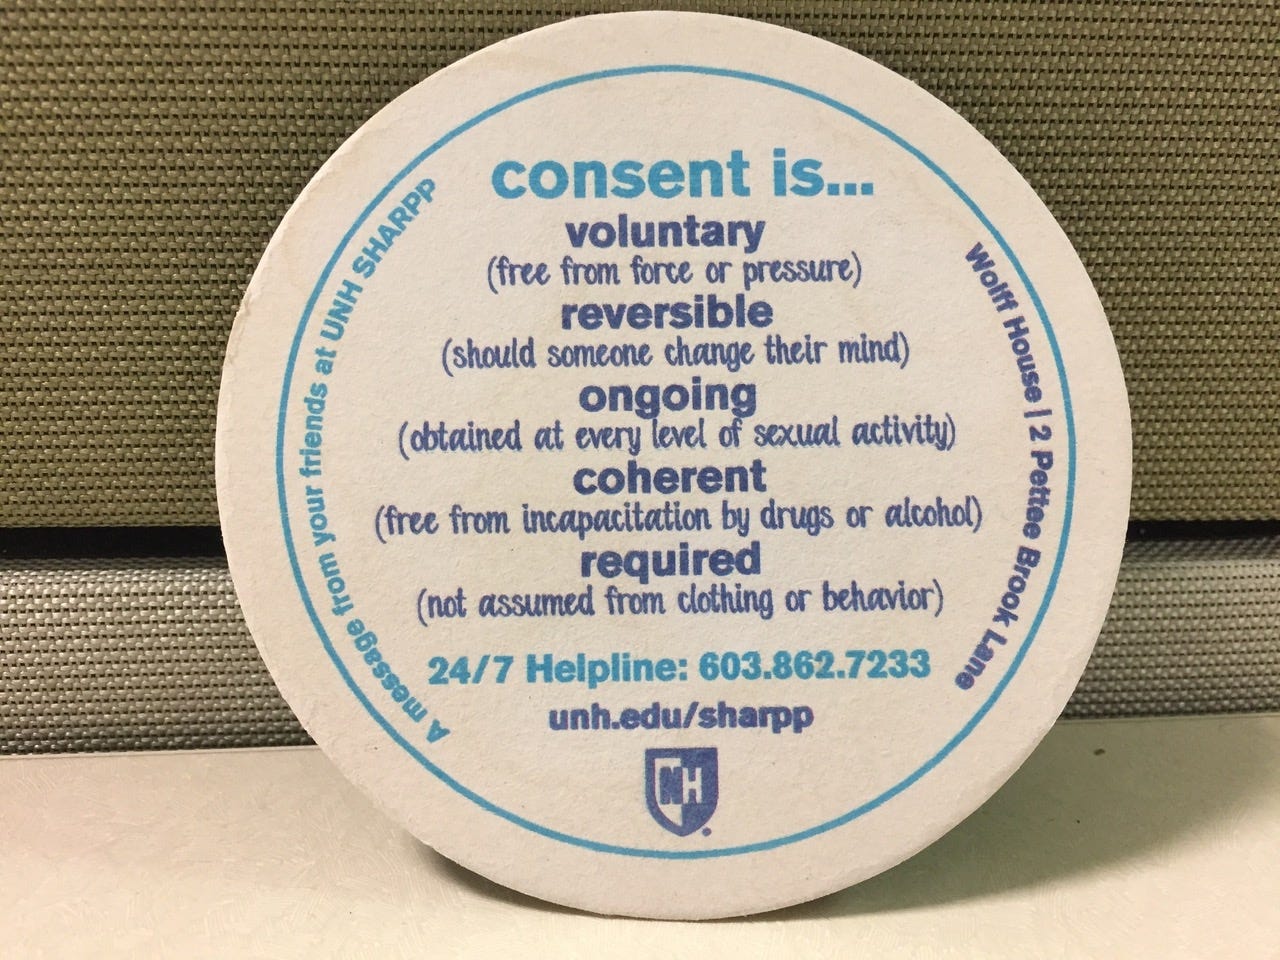 consent is...
voluntary
(free from force or pressure)
reversible
(should someone change their mind)
ongoing
(obtained at every level of sexual activity)
coherent
(free from incapacitation by drugs or alcohol)
required
(not assumed from clothing or behavior)
24/7 Helpline: 603.862.7233
unh.edu/sharpp
NH
A message from your friends at UNH SHARPP
Wolff House | 2 Pettee Brook Lane